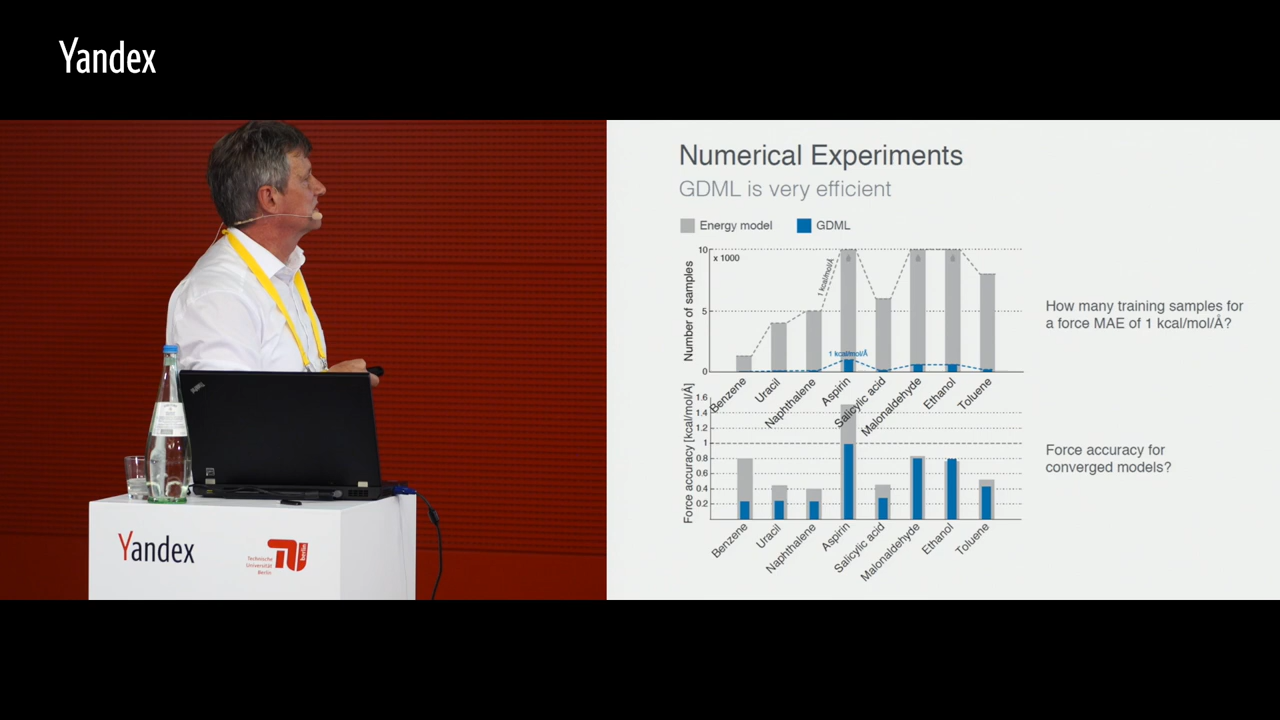 Yandex
Numerical Experiments
GDML is very efficient
Energy model
GDML
10
x 1000
5
0
Number of samples
1 kcal/mol/Å
1 kcal/mol/Å
Benzene
Uracil
Naphthalene
Aspirin
Salicylic acid
Malonaldehyde
Ethanol
Toluene
How many training samples for
a force MAE of 1 kcal/mol/Å?
Force accuracy [kcal/mol/Å]
1.6
1.4
1.2
1
0.8
0.6
0.4
0.2
Benzene
Uracil
Naphthalene
Aspirin
Salicylic acid
Malonaldehyde
Ethanol
Toluene
Force accuracy for
converged models?
Yandex
Technische
Universität
Berlin
berlin